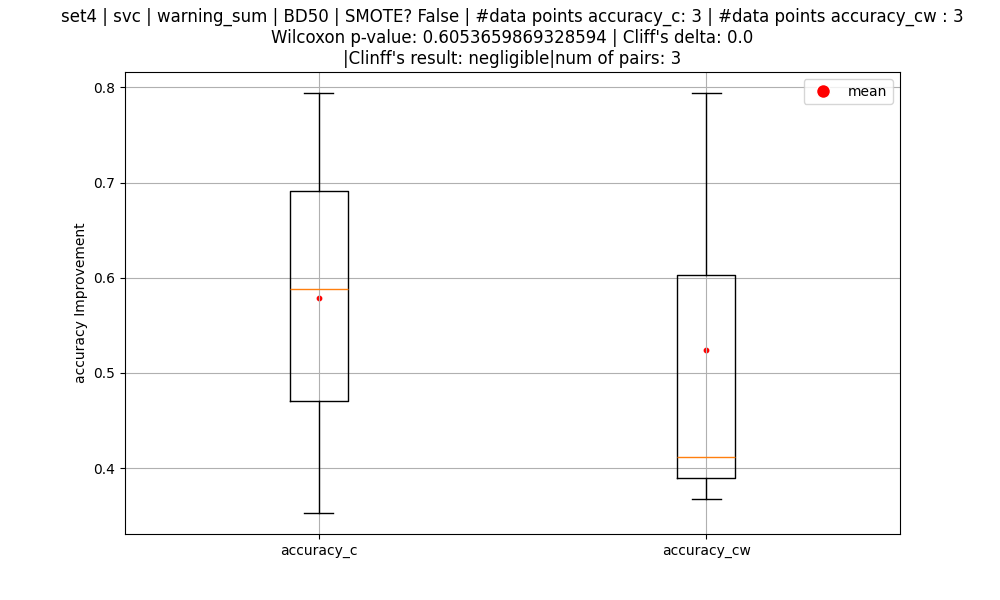 set4 | svc | warning_sum | BD50 | SMOTE? False | #data points accuracy_c: 3 | #data points accuracy_cw : 3
Wilcoxon p-value: 0.6053659869328594 | Cliff's delta: 0.0
|Clinff's result: negligible|num of pairs: 3
mean
accuracy Improvement
0.8
0.7
0.6
0.5
0.4
accuracy_c
accuracy_cw